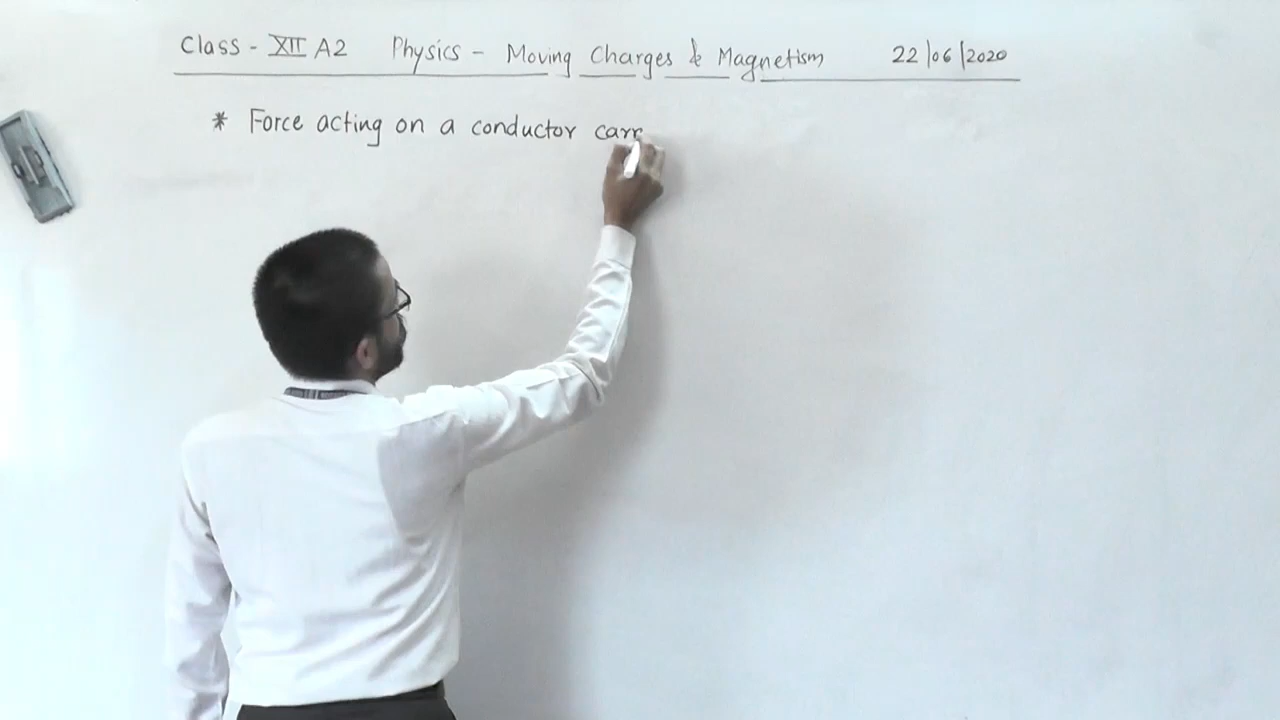 Class - XII A2 Physics - Moving Charges & Magnetism 22/06/2020
* Force acting on a conductor carr